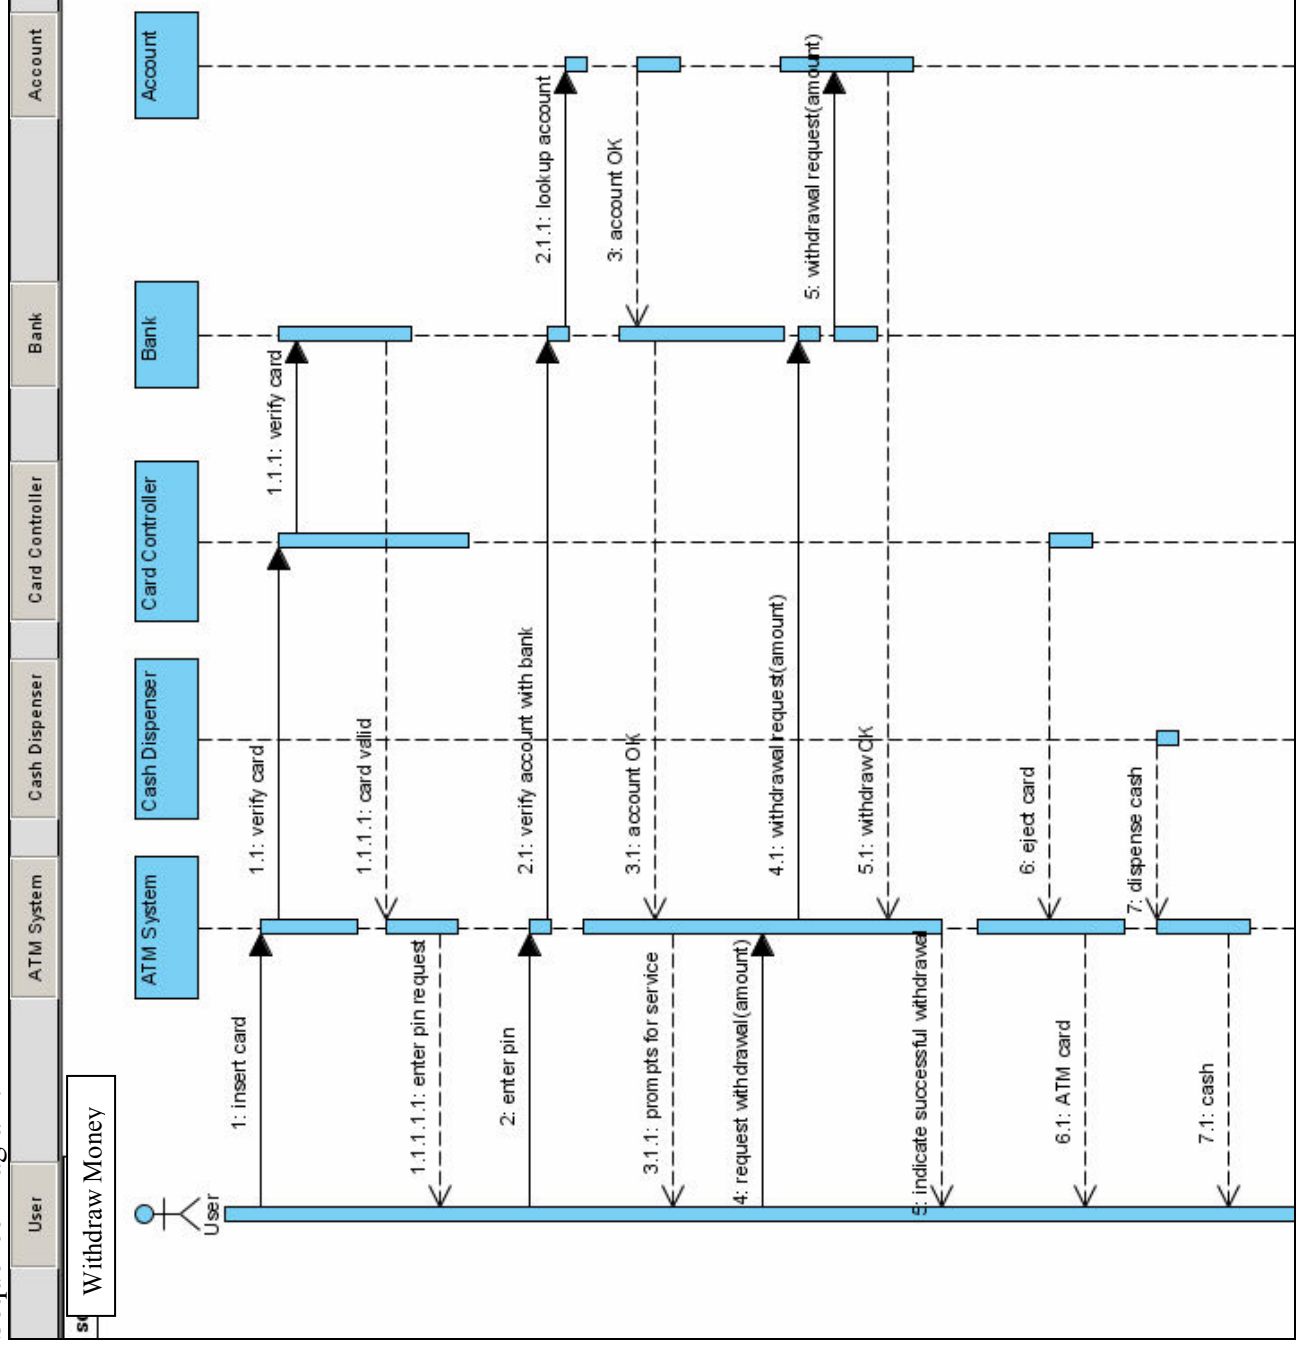 User
ATM System
Cash Dispenser
Card Controller
Bank
Account
Withdraw Money
User
ATM System
Cash Dispenser
Card Controller
Bank
Account
1: insert card
1.1: verify card
1.1.1: verify card
1.1.1.1: card valid
1.1.1.1.1: enter pin request
2: enter pin
2.1: verify account with bank
2.1.1: lookup account
3: account OK
3.1: account OK
3.1.1: prompts for service
4: request withdrawal(amount)
4.1: withdrawal request(amount)
5: withdrawal request(amount)
5.1: withdraw OK
5: indicate successful withdrawal
6: eject card
6.1: ATM card
7: dispense cash
7.1: cash